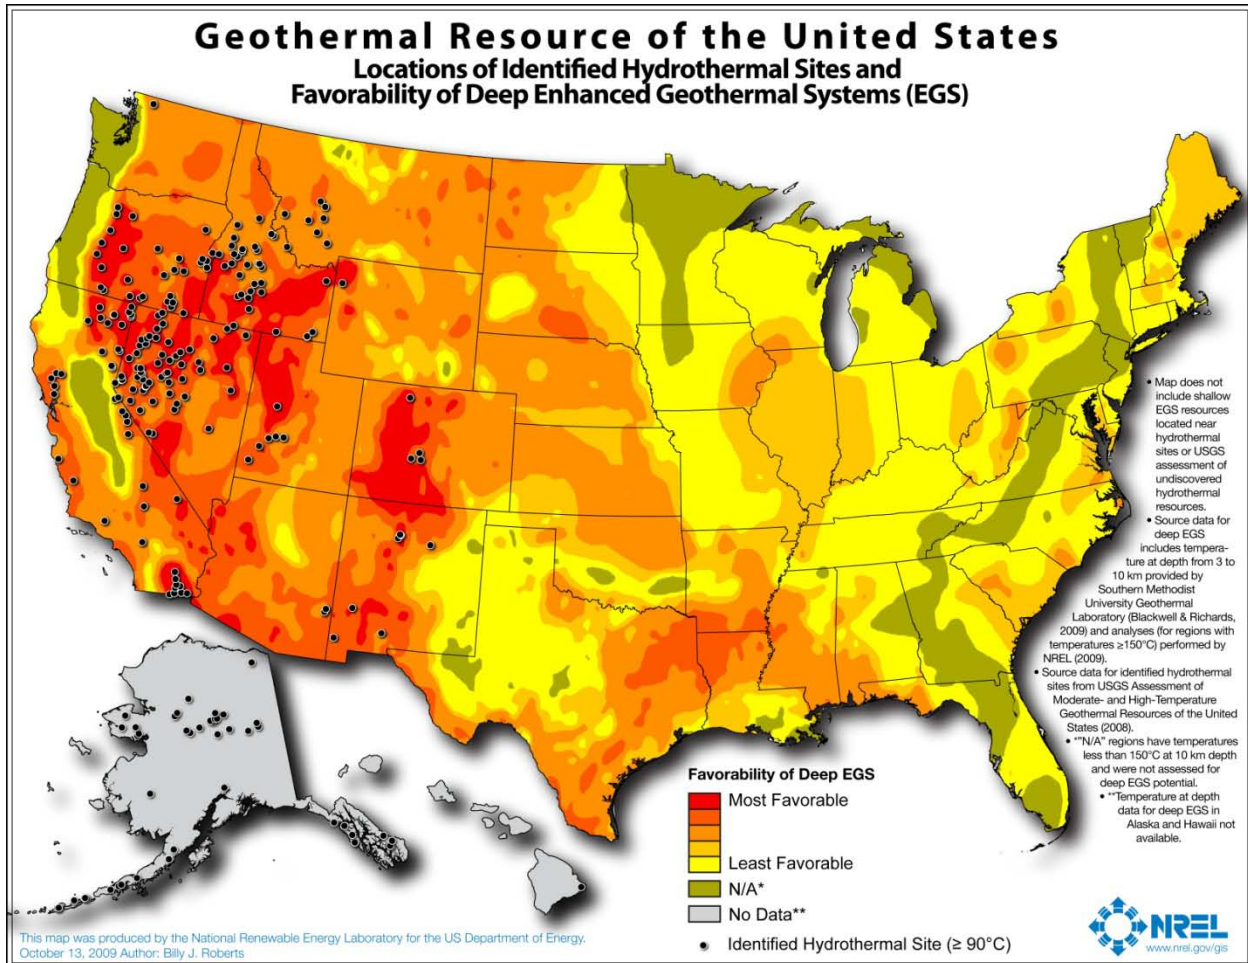 Geothermal Resource of the United States
Locations of Identified Hydrothermal Sites and
Favorability of Deep Enhanced Geothermal Systems (EGS)
• Map does not
include shallow
EGS resources
located near
hydrothermal
sites or USGS
assessment of
undiscovered
hydrothermal
resources.
• Source data for
deep EGS
includes tempera-
ture at depth from 3 to
10 km provided by
Southern Methodist
University Geothermal
Laboratory (Blackwell & Richards,
2009) and analyses (for regions with
temperatures ≥150°C) performed by
NREL (2009).
• Source data for identified hydrothermal
sites from USGS Assessment of
Moderate- and High-Temperature
Geothermal Resources of the United
States (2008).
• *"N/A" regions have temperatures
less than 150°C at 10 km depth
and were not assessed for
deep EGS potential.
• **Temperature at depth
data for deep EGS in
Alaska and Hawaii not
available.
Favorability of Deep EGS
Most Favorable
Least Favorable
N/A*
No Data**
Identified Hydrothermal Site (≥ 90°C)
This map was produced by the National Renewable Energy Laboratory for the US Department of Energy.
October 13, 2009 Author: Billy J. Roberts
NREL
www.nrel.gov/gis